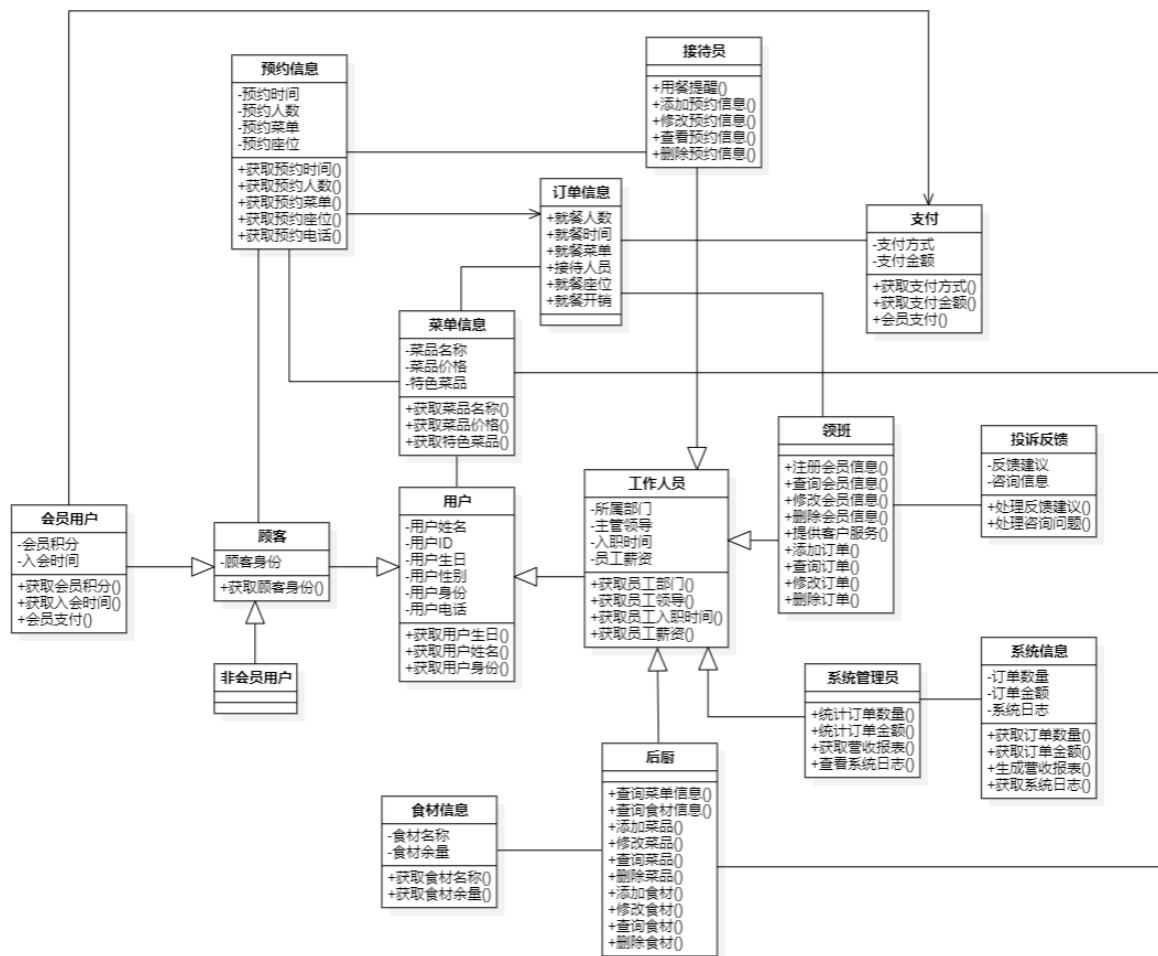 预约信息
-预约时间
-预约人数
-预约菜单
-预约座位
+获取预约时间()
+获取预约人数()
+获取预约菜单()
+获取预约座位()
+获取预约电话()
接待员
+用餐提醒()
+添加预约信息()
+修改预约信息()
+查看预约信息()
+删除预约信息()
订单信息
+就餐人数
+就餐时间
+就餐菜单
+接待人员
+就餐座位
+就餐开销
支付
-支付方式
-支付金额
+获取支付方式()
+获取支付金额()
+会员支付()
菜单信息
-菜品名称
-菜品价格
-特色菜品
+获取菜品名称()
+获取菜品价格()
+获取特色菜品()
领班
+注册会员信息()
+查询会员信息()
+修改会员信息()
+删除会员信息()
+提供客户服务()
+添加订单()
+查询订单()
+修改订单()
+删除订单()
投诉反馈
-反馈建议
-咨询信息
+处理反馈建议()
+处理咨询问题()
工作人员
-所属部门
-主管领导
-入职时间
-员工薪资
+获取员工部门()
+获取员工领导()
+获取员工入职时间()
+获取员工薪资()
用户
-用户姓名
-用户ID
-用户生日
-用户性别
-用户身份
-用户电话
+获取用户生日()
+获取用户姓名()
+获取用户身份()
会员用户
-会员积分
-入会时间
+获取会员积分()
+获取入会时间()
+会员支付()
顾客
-顾客身份
+获取顾客身份()
非会员用户
系统管理员
+统计订单数量()
+统计订单金额()
+获取营收报表()
+查看系统日志()
系统信息
-订单数量
-订单金额
-系统日志
+获取订单数量()
+获取订单金额()
+生成营收报表()
+获取系统日志()
后厨
+查询菜单信息()
+查询食材信息()
+添加菜品()
+修改菜品()
+查询菜品()
+删除菜品()
+添加食材()
+修改食材()
+查询食材()
+删除食材()
食材信息
-食材名称
-食材余量
+获取食材名称()
+获取食材余量()